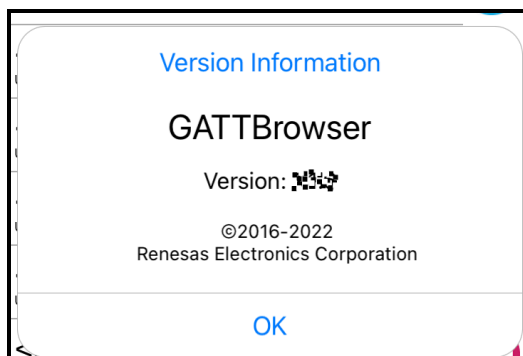 Version Information
GATTBrowser
Version:
©2016-2022
Renesas Electronics Corporation
OK